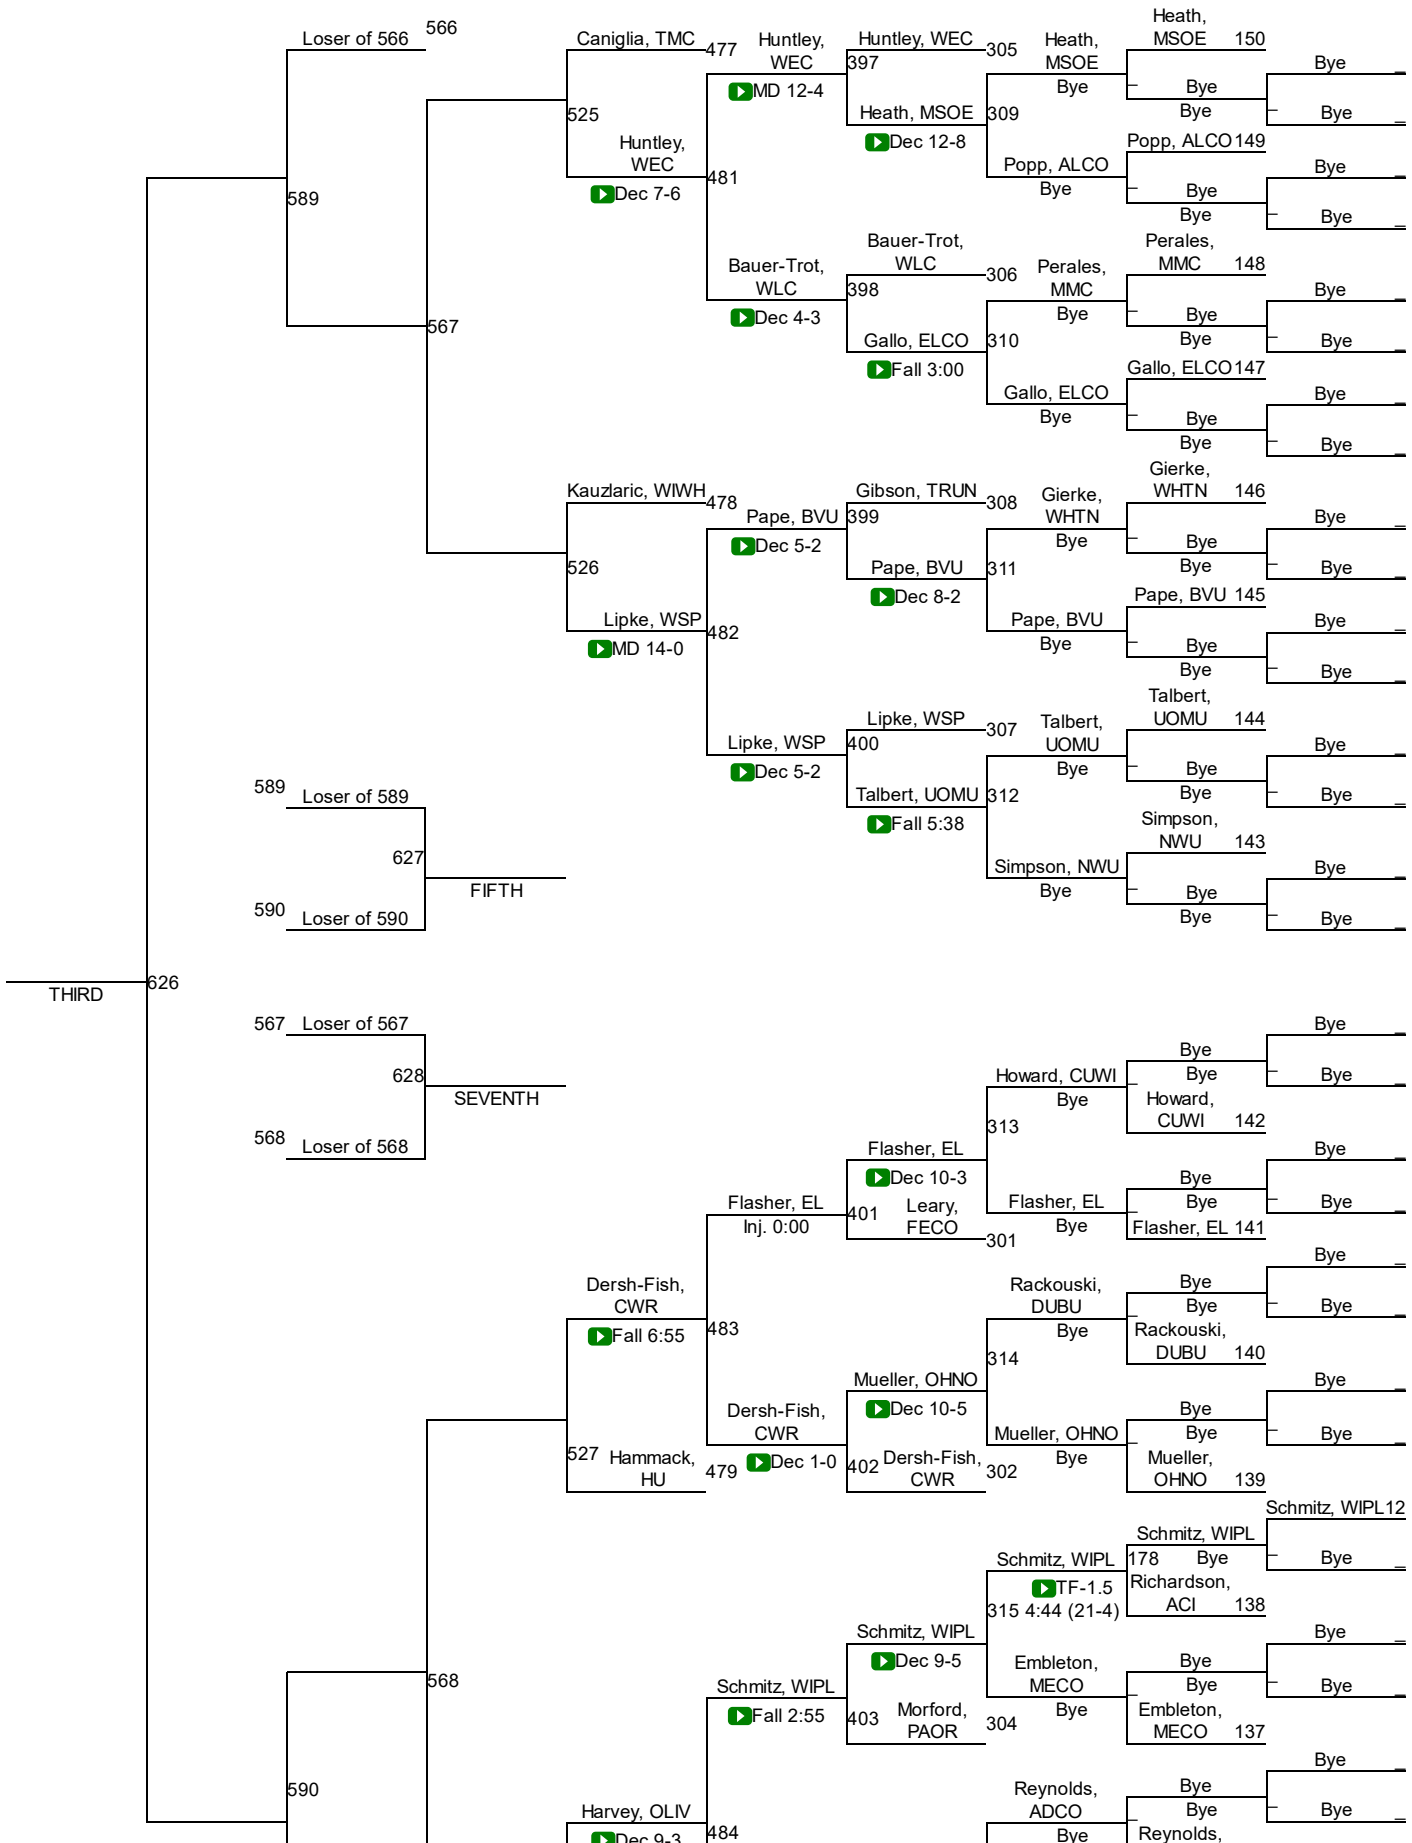 566
Loser of 566
589
567
Caniglia, TMC
477
525
Huntley,
WEC
Dec 7-6
481
Huntley,
WEC
MD 12-4
Huntley, WEC
305
397
Heath, MSOE
Dec 12-8
309
Heath,
MSOE
Bye
Heath,
MSOE 150
Bye
Bye
Bye
Bye
Popp, ALCO
Bye
Popp, ALCO 149
Bye
Bye
Bye
Bye
Bauer-Trot,
WLC
Dec 4-3
Bauer-Trot,
WLC
306
398
Gallo, ELCO
Fall 3:00
310
Perales,
MMC
Bye
Perales,
MMC 148
Bye
Bye
Bye
Bye
Gallo, ELCO
Bye
Gallo, ELCO 147
Bye
Bye
Bye
Bye
Kauzlaric, WIWH
478
526
Lipke, WSP
MD 14-0
482
Pape, BVU
Dec 5-2
Gibson, TRUN
308
399
Pape, BVU
Dec 8-2
311
Gierke,
WHTN
Bye
Gierke,
WHTN 146
Bye
Bye
Bye
Bye
Pape, BVU
Bye
Pape, BVU 145
Bye
Bye
Bye
Bye
Lipke, WSP
Dec 5-2
Lipke, WSP
307
400
Talbert, UOMU
Fall 5:38
312
Talbert,
UOMU
Bye
Talbert,
UOMU 144
Bye
Bye
Bye
Bye
Simpson, NWU
Bye
Simpson,
NWU 143
Bye
Bye
Bye
Bye
589
Loser of 589
627
FIFTH
590
Loser of 590
626
THIRD
567 Loser of 567
628
SEVENTH
568
Loser of 568
Howard, CUWI
Bye
Bye
Bye
Howard,
CUWI 142
Bye
Bye
313
Flasher, EL
Dec 10-3
Flasher, EL
Bye
Bye
Bye
Flasher, EL 141
Bye
Bye
Flasher, EL
Inj. 0:00
401
Leary,
FECO
301
Dersh-Fish,
CWR
Fall 6:55
483
Rackouski,
DUBU
Bye
Bye
Bye
Rackouski,
DUBU 140
Bye
Bye
314
Mueller, OHNO
Dec 10-5
Mueller, OHNO
Bye
Bye
Bye
Mueller,
OHNO 139
Bye
Bye
Dersh-Fish,
CWR
Dec 1-0
402
Dersh-Fish,
CWR
302
527
Hammack,
HU
479
568
Schmitz, WIPL
Fall 2:55
Schmitz, WIPL
Dec 9-5
Schmitz, WIPL
TF-1.5
315 4:44 (21-4)
Schmitz, WIPL
178 Bye
Richardson,
ACI 138
Schmitz, WIPL12
Bye
Embleton,
MECO
Bye
Bye
Bye
Embleton,
MECO 137
Bye
Bye
403
Morford,
PAOR
304
590
Harvey, OLIV
Dec 9-3
484
Reynolds,
ADCO
Bye
Bye
Bye
Reynolds,
Bye
Bye